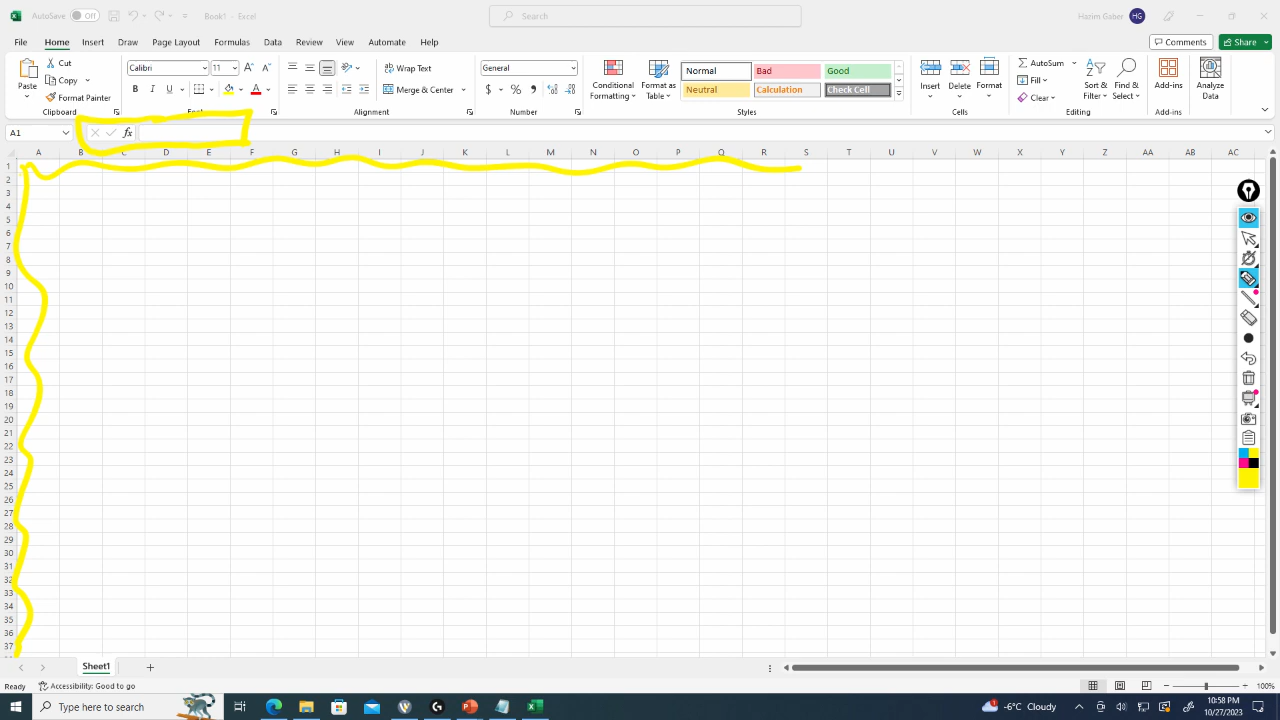 AutoSave Off Book1 - Excel Search Hazim Gaber HG
File Home Insert Draw Page Layout Formulas Data Review View Automate Help Comments Share
Paste Cut Copy Format Painter Clipboard
Calibri 11 A A B I U A
Wrap Text Merge & Center Alignment
General $ % Number
Conditional Formatting Format as Table Normal Bad Good Neutral Calculation Check Cell Styles
Insert Delete Format Cells
AutoSum Fill Clear Sort & Filter Find & Select Editing
Add-ins Add-ins
Analyze Data
A1 fx
A B C D E F G H I J K L M N O P Q R S T U V W X Y Z AA AB AC
1
2
3
4
5
6
7
8
9
10
11
12
13
14
15
16
17
18
19
20
21
22
23
24
25
26
27
28
29
30
31
32
33
34
35
36
37
Sheet1
Ready Accessibility: Good to go 100%
Type here to search -6°C Cloudy 10:58 PM
10/27/2023